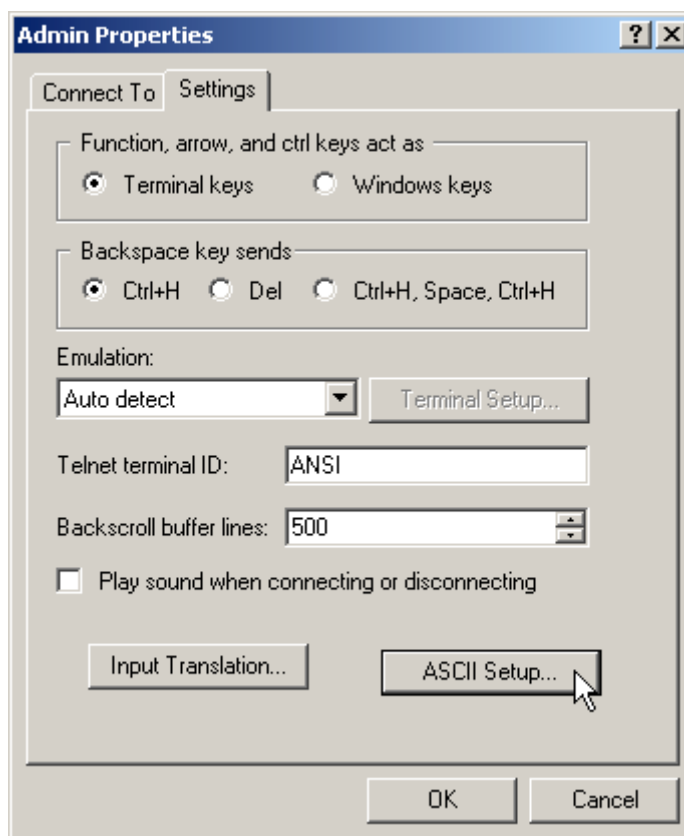 Admin Properties
Connect To Settings
Function, arrow, and ctrl keys act as
Terminal keys Windows keys
Backspace key sends
Ctrl+H Del Ctrl+H, Space, Ctrl+H
Emulation:
Auto detect Terminal Setup...
Telnet terminal ID: ANSI
Backscroll buffer lines: 500
Play sound when connecting or disconnecting
Input Translation... ASCII Setup...
OK Cancel